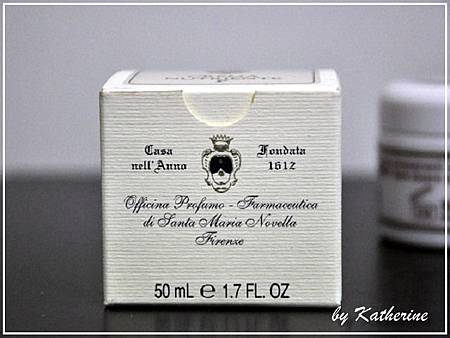 Casa nell'Anno
Fondata 1612
Officina Profumo - Farmaceutica
di Santa Maria Novella
Firenze
50 mL e 1.7 FL. OZ
by Katherine